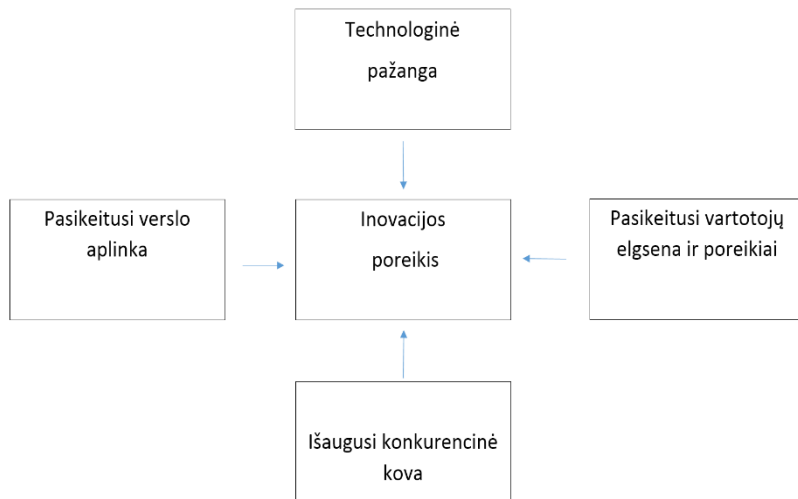 Technologinė
pažanga
Pasikeitusi verslo
aplinka
Inovacijos
poreikis
Pasikeitusi vartotojų
elgsena ir poreikiai
Išaugusi konkurencinė
kova